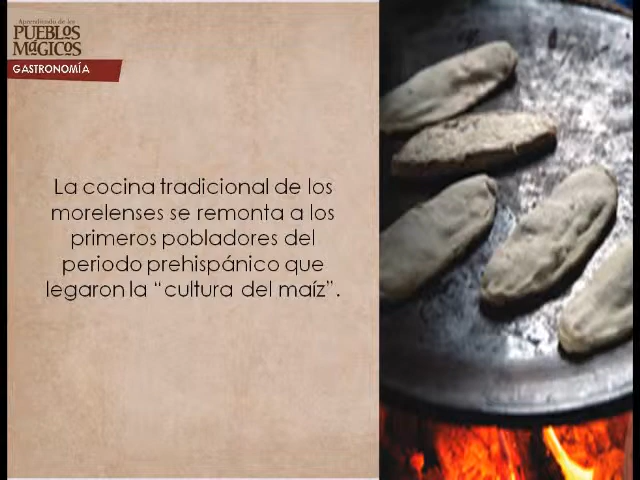 Aprendiendo de los
PUEBLOS
MÁGICOS
GASTRONOMÍA
La cocina tradicional de los
morelenses se remonta a los
primeros pobladores del
periodo prehispánico que
legaron la “cultura del maíz”.